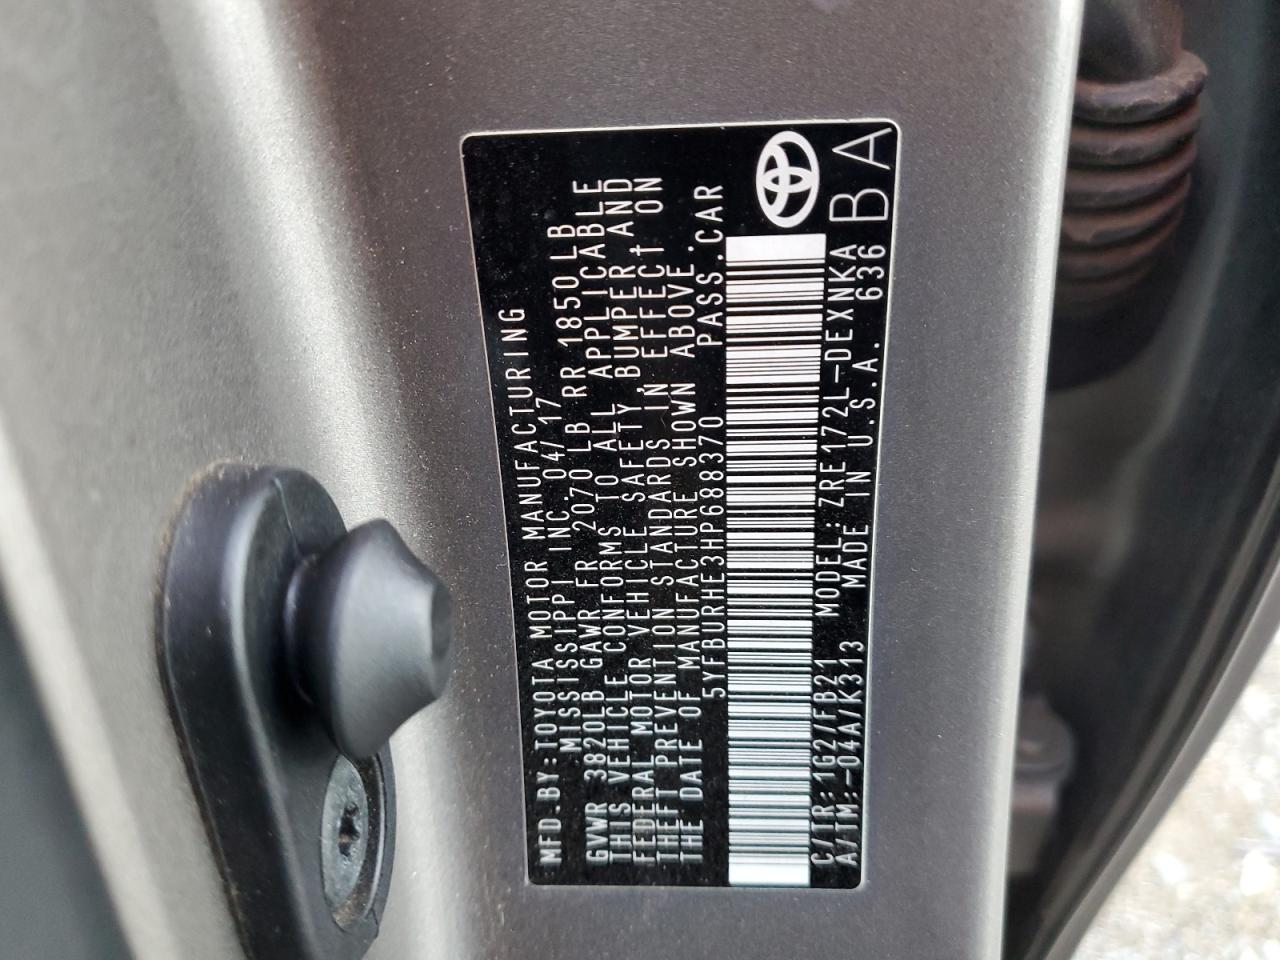 MFD.BY:TOYOTA MOTOR MANUFACTURING
MISSISSIPPI INC. 04/17
GVWR 3820LB GAWR FR 2070 LB RR 1850 LB
THIS VEHICLE CONFORMS TO ALL APPLICABLE
FEDERAL MOTOR VEHICLE SAFETY,BUMPER,AND
THEFT PREVENTION STANDARDS IN EFFECT ON
THE DATE OF MANUFACTURE SHOWN ABOVE.
5YFBURHE3HP688370 PASS.CAR
C/TR: 1G2/FB21 MODEL:ZRE172L-DEXNKA
A/TM:-04A/K313 MADE IN U.S.A. 636
BA